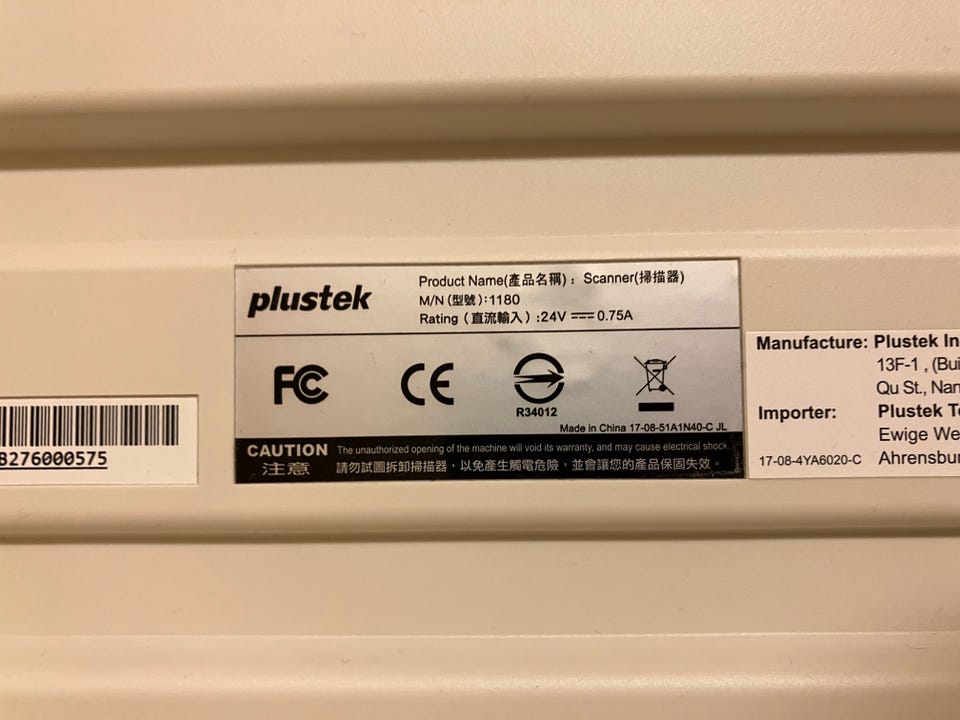 plustek
Product Name(產品名稱)：Scanner(掃描器)
M/N (型號):1180
Rating (直流輸入) :24V ⎓ 0.75A
FC
CE
R34012
Made in China 17-08-51A1N40-C JL
CAUTION The unauthorized opening of the machine will void its warranty, and may cause electrical shock.
注意 請勿試圖拆卸掃描器，以免產生觸電危險，並會讓您的產品保固失效。
B276000575
Manufacture: Plustek In
13F-1 , (Bui
Qu St., Nan
Importer: Plustek T
Ewige We
17-08-4YA6020-C Ahrensbur